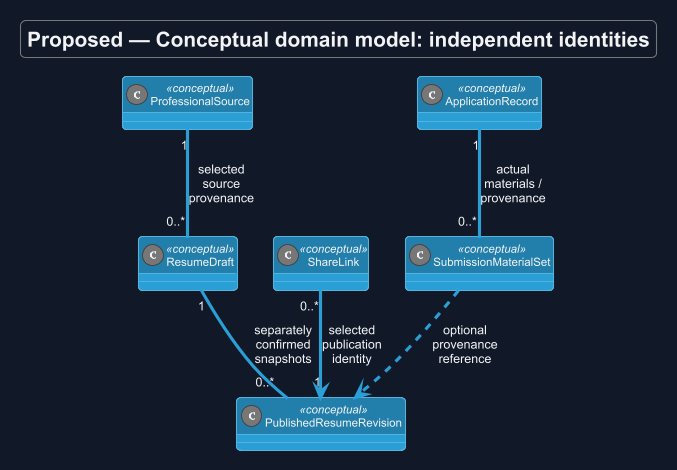 Proposed — Conceptual domain model: independent identities
C
«conceptual»
ProfessionalSource
C
«conceptual»
ApplicationRecord
1
selected
source
provenance
0..*
1
actual
materials /
provenance
0..*
C
«conceptual»
ResumeDraft
C
«conceptual»
ShareLink
C
«conceptual»
SubmissionMaterialSet
1
separately
confirmed
snapshots
0..*
0..*
selected
publication
identity
1
optional
provenance
reference
C
«conceptual»
PublishedResumeRevision